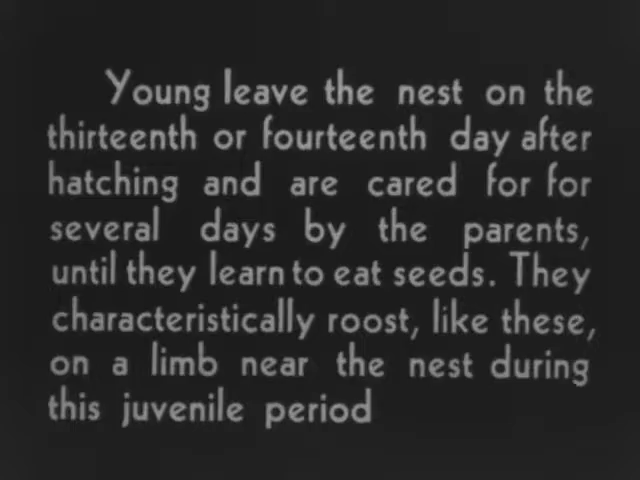 Young leave the nest on the
thirteenth or fourteenth day after
hatching and are cared for for
several days by the parents,
until they learn to eat seeds. They
characteristically roost, like these,
on a limb near the nest during
this juvenile period